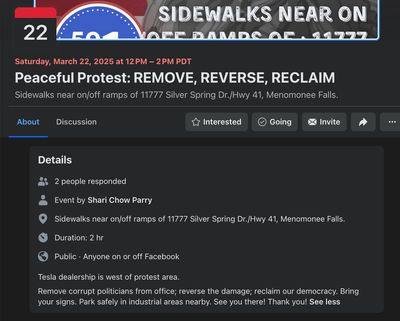 SIDEWALKS NEAR ON
/OFF RAMPS OF : 11777
22
501
Saturday, March 22, 2025 at 12 PM – 2 PM PDT
Peaceful Protest: REMOVE, REVERSE, RECLAIM
Sidewalks near on/off ramps of 11777 Silver Spring Dr./Hwy 41, Menomonee Falls.
About Discussion Interested Going Invite
Details
2 people responded
Event by Shari Chow Parry
Sidewalks near on/off ramps of 11777 Silver Spring Dr./Hwy 41, Menomonee Falls.
Duration: 2 hr
Public · Anyone on or off Facebook
Tesla dealership is west of protest area.
Remove corrupt politicians from office; reverse the damage; reclaim our democracy. Bring
your signs. Park safely in industrial areas nearby. See you there! Thank you! See less